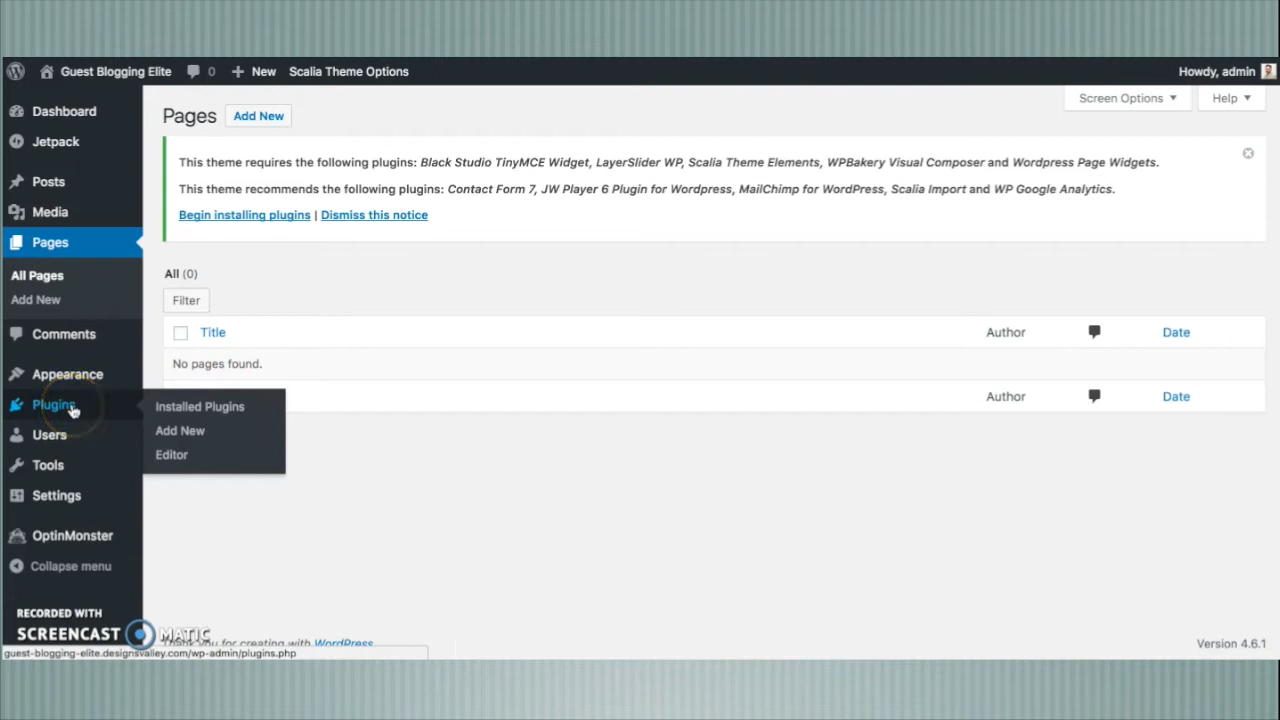 Guest Blogging Elite 0 New Scalia Theme Options Howdy, admin
Dashboard
Jetpack
Posts
Media
Pages
All Pages
Add New
Comments
Appearance
Plugins
Users
Tools
Settings
OptinMonster
Collapse menu
Installed Plugins
Add New
Editor
Screen Options Help
Pages Add New
This theme requires the following plugins: Black Studio TinyMCE Widget, LayerSlider WP, Scalia Theme Elements, WPBakery Visual Composer and Wordpress Page Widgets.
This theme recommends the following plugins: Contact Form 7, JW Player 6 Plugin for Wordpress, MailChimp for WordPress, Scalia Import and WP Google Analytics.
Begin installing plugins | Dismiss this notice
All (0)
Filter
Title Author Date
No pages found.
Author Date
RECORDED WITH
SCREENCAST MATIC
Thank you for creating with WordPress
Version 4.6.1
guest-blogging-elite.designsvalley.com/wp-admin/plugins.php